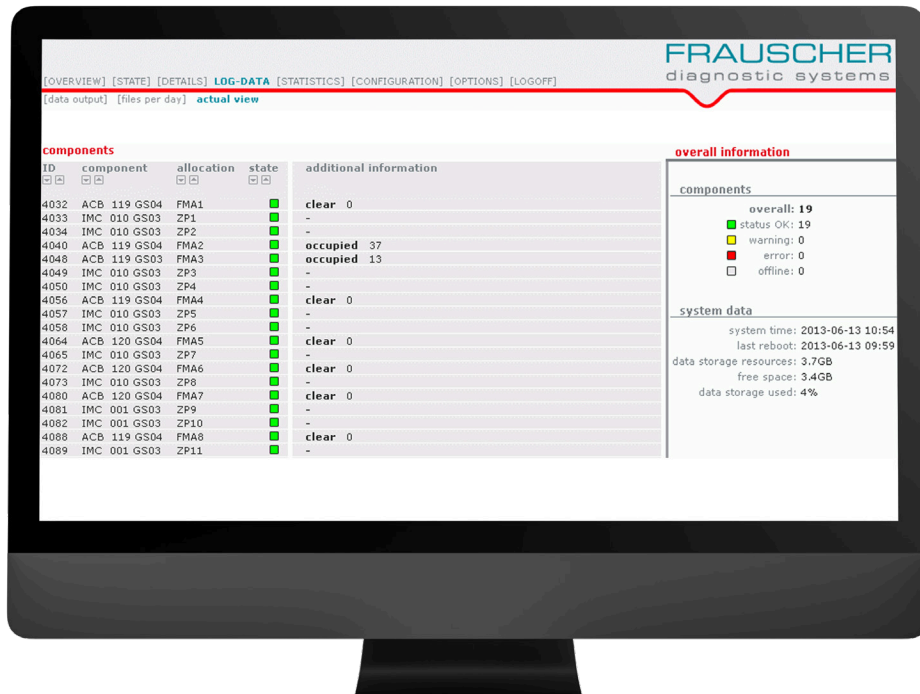 FRAUSCHER
diagnostic systems
[OVERVIEW] [STATE] [DETAILS] LOG-DATA [STATISTICS] [CONFIGURATION] [OPTIONS] [LOGOFF]
[data output] [files per day] actual view
components
ID component allocation state additional information
4032 ACB 119 GS04 FMA1 clear 0
4033 IMC 010 GS03 ZP1 -
4034 IMC 010 GS03 ZP2 -
4040 ACB 119 GS04 FMA2 occupied 37
4048 ACB 119 GS03 FMA3 occupied 13
4049 IMC 010 GS03 ZP3 -
4050 IMC 010 GS03 ZP4 -
4056 ACB 119 GS04 FMA4 clear 0
4057 IMC 010 GS03 ZP5 -
4058 IMC 010 GS03 ZP6 -
4064 ACB 120 GS04 FMA5 clear 0
4065 IMC 010 GS03 ZP7 -
4072 ACB 120 GS04 FMA6 clear 0
4073 IMC 010 GS03 ZP8 -
4080 ACB 120 GS04 FMA7 clear 0
4081 IMC 001 GS03 ZP9 -
4082 IMC 001 GS03 ZP10 -
4088 ACB 119 GS04 FMA8 clear 0
4089 IMC 001 GS03 ZP11 -
overall information
components
overall: 19
status OK: 19
warning: 0
error: 0
offline: 0
system data
system time: 2013-06-13 10:54
last reboot: 2013-06-13 09:59
data storage resources: 3.7GB
free space: 3.4GB
data storage used: 4%